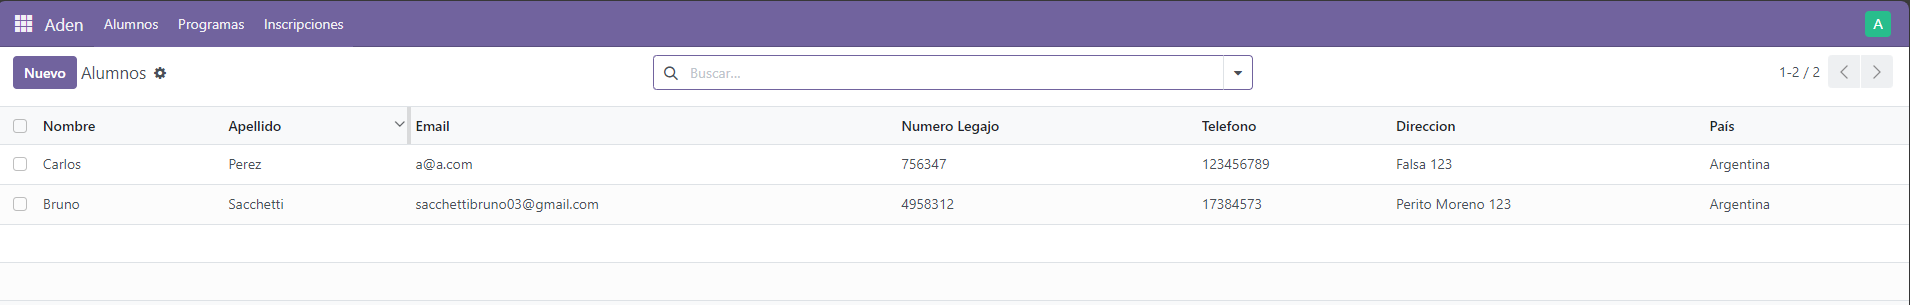 Aden Alumnos Programas Inscripciones A
Nuevo Alumnos Buscar... 1-2 / 2
Nombre Apellido Email Numero Legajo Telefono Direccion País
Carlos Perez a@a.com 756347 123456789 Falsa 123 Argentina
Bruno Sacchetti sacchettibruno03@gmail.com 4958312 17384573 Perito Moreno 123 Argentina